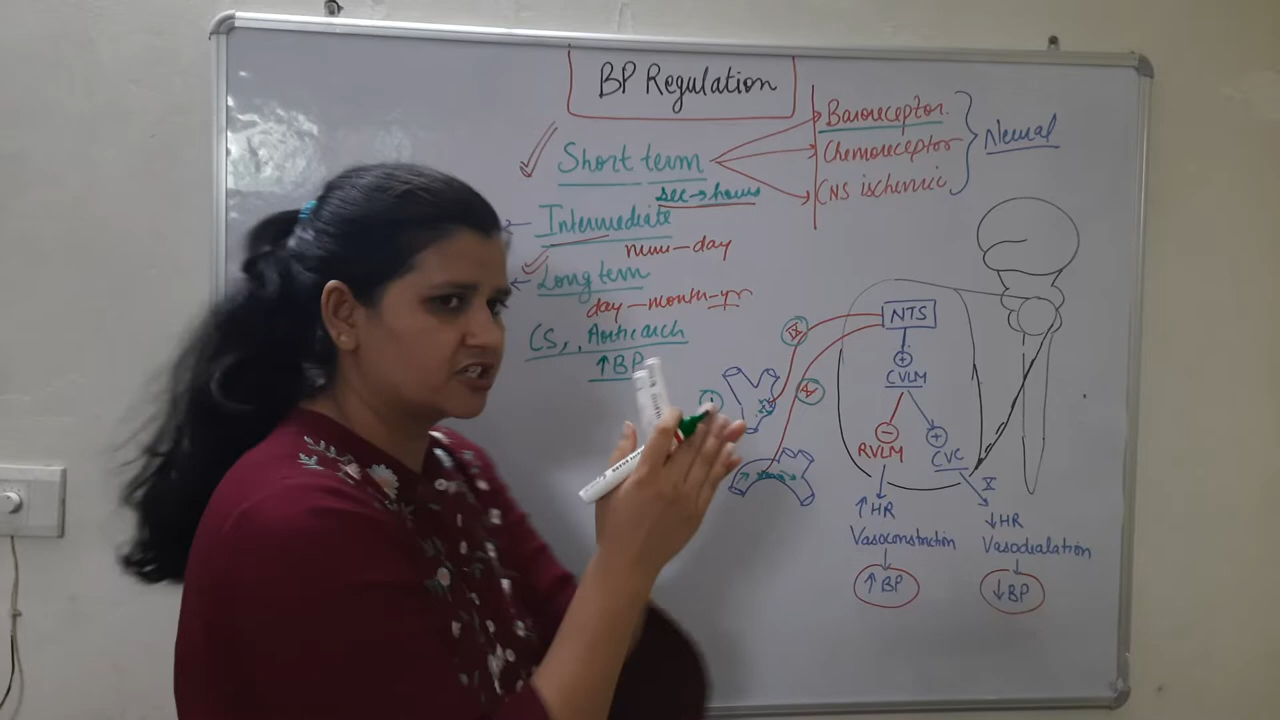 BP Regulation
Short term
sec → hours
Baroreceptor
Chemoreceptor
CNS ischemic
Neural
Intermediate
min – day
Long term
day – month – yr
CS, Aortic arch
↑ BP
IX
X
NTS
+
CVLM
−
+
RVLM
CVC
X
↑ HR
Vasoconstriction
↑ BP
↓ HR
Vasodialation
↓ BP